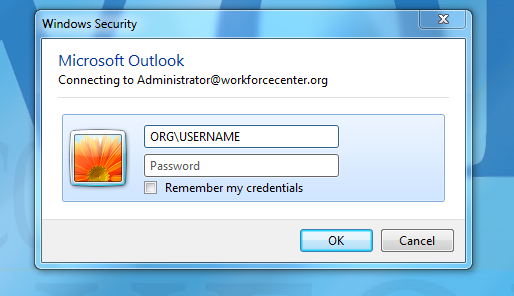 Windows Security
Microsoft Outlook
Connecting to Administrator@workforcecenter.org
ORG\USERNAME
Password
Remember my credentials
OK
Cancel